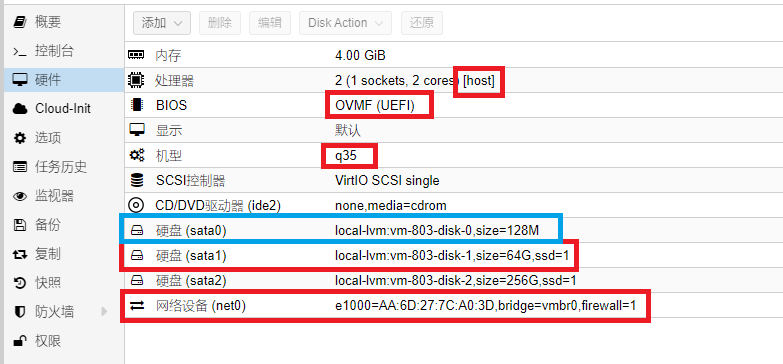 概要
控制台
硬件
Cloud-Init
选项
任务历史
监视器
备份
复制
快照
防火墙
权限
添加 删除 编辑 Disk Action 还原
内存 4.00 GiB
处理器 2 (1 sockets, 2 cores) [host]
BIOS OVMF (UEFI)
显示 默认
机型 q35
SCSI控制器 VirtIO SCSI single
CD/DVD驱动器 (ide2) none,media=cdrom
硬盘 (sata0) local-lvm:vm-803-disk-0,size=128M
硬盘 (sata1) local-lvm:vm-803-disk-1,size=64G,ssd=1
硬盘 (sata2) local-lvm:vm-803-disk-2,size=256G,ssd=1
网络设备 (net0) e1000=AA:6D:27:7C:A0:3D,bridge=vmbr0,firewall=1